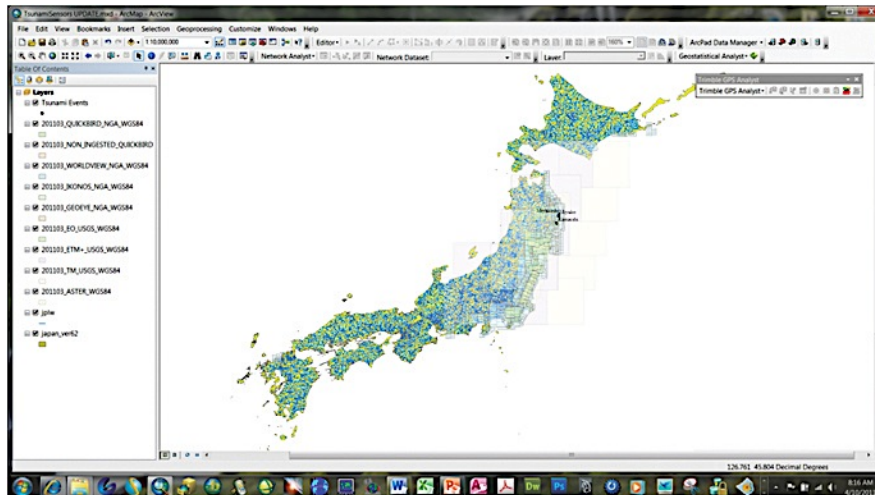 TsunamiSensors UPDATE.mxd - ArcMap - ArcView
File Edit View Bookmarks Insert Selection Geoprocessing Customize Windows Help
1:10,000,000 Editor 160% ArcPad Data Manager
Network Analyst Network Dataset: Layer: Geostatistical Analyst
Table Of Contents
Layers
Tsunami Events
201103_QUICKBIRD_NGA_WGS84
201103_NON_INGESTED_QUICKBIRD
201103_WORLDVIEW_NGA_WGS84
201103_IKONOS_NGA_WGS84
201103_GEOEYE_NGA_WGS84
201103_EO_USGS_WGS84
201103_ETM+_USGS_WGS84
201103_TM_USGS_WGS84
201103_ASTER_WGS84
jplw
japan_ver62
Trimble GPS Analyst
Trimble GPS Analyst
126.761 45.804 Decimal Degrees
W X P A Dw Ps
8:16 AM